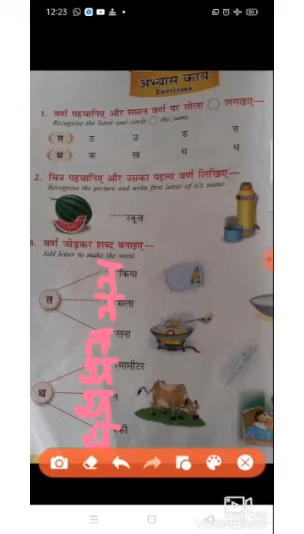 12:23
अभ्यास कार्य
Exercises
1. वर्ण पहचानिए और समान वर्ण पर गोला लगाइए—
Recognise the letter and circle the same.
त ट ठ ड त
थ क ख थ
2. चित्र पहचानिए और उसका पहला वर्ण लिखिए—
Recognise the picture and write first letter of it's name.
......रबूज
3. वर्ण जोड़कर शब्द बनाइए—
Add letter to make the word.
किया
त
लना
र्मामीटर
थ
न